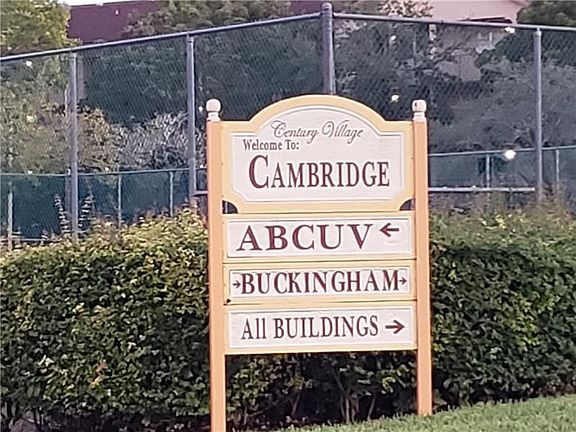 Century Village
Welcome To:
CAMBRIDGE
ABCUV ←
→BUCKINGHAM→
All BUILDINGS →